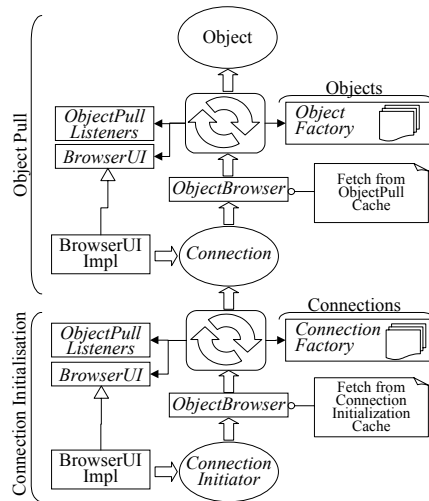 Object
Objects
ObjectPull
Listeners
Object
Factory
BrowserUI
Object Pull
ObjectBrowser
Fetch from
ObjectPull
Cache
BrowserUI
Impl
Connection
Connections
ObjectPull
Listeners
Connection
Factory
BrowserUI
Connection Initialisation
ObjectBrowser
Fetch from
Connection
Initialization
Cache
BrowserUI
Impl
Connection
Initiator